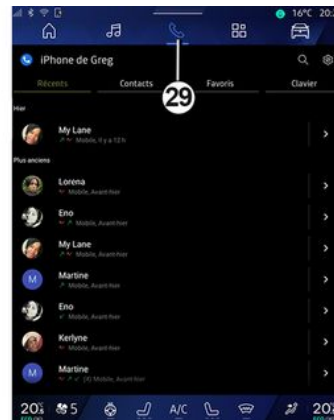 16°C 20:
iPhone de Greg
Récents Contacts Favoris Clavier
29
Hier
My Lane
Mobile, Il y a 12 h
Plus anciens
Lorena
Mobile, Avant-hier
Eno
Mobile, Avant-hier
My Lane
Mobile, Avant-hier
M Martine
Mobile, Avant-hier
Eno
Mobile, Avant-hier
Kerlyne
Mobile, Avant-hier
M Martine
(4) Mobile, Avant-hier
20 5 A/C 20